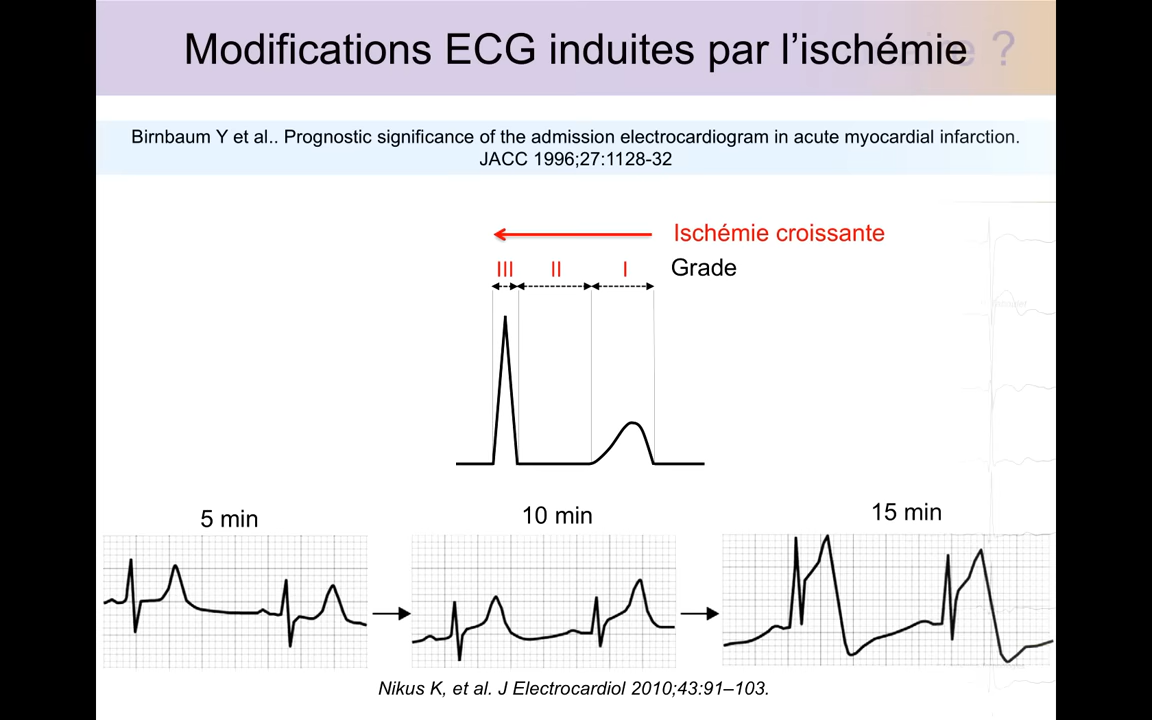 Modifications ECG induites par l’ischémie ?
Birnbaum Y et al.. Prognostic significance of the admission electrocardiogram in acute myocardial infarction.
JACC 1996;27:1128-32
Ischémie croissante
III II I Grade
5 min
10 min
15 min
Nikus K, et al. J Electrocardiol 2010;43:91–103.